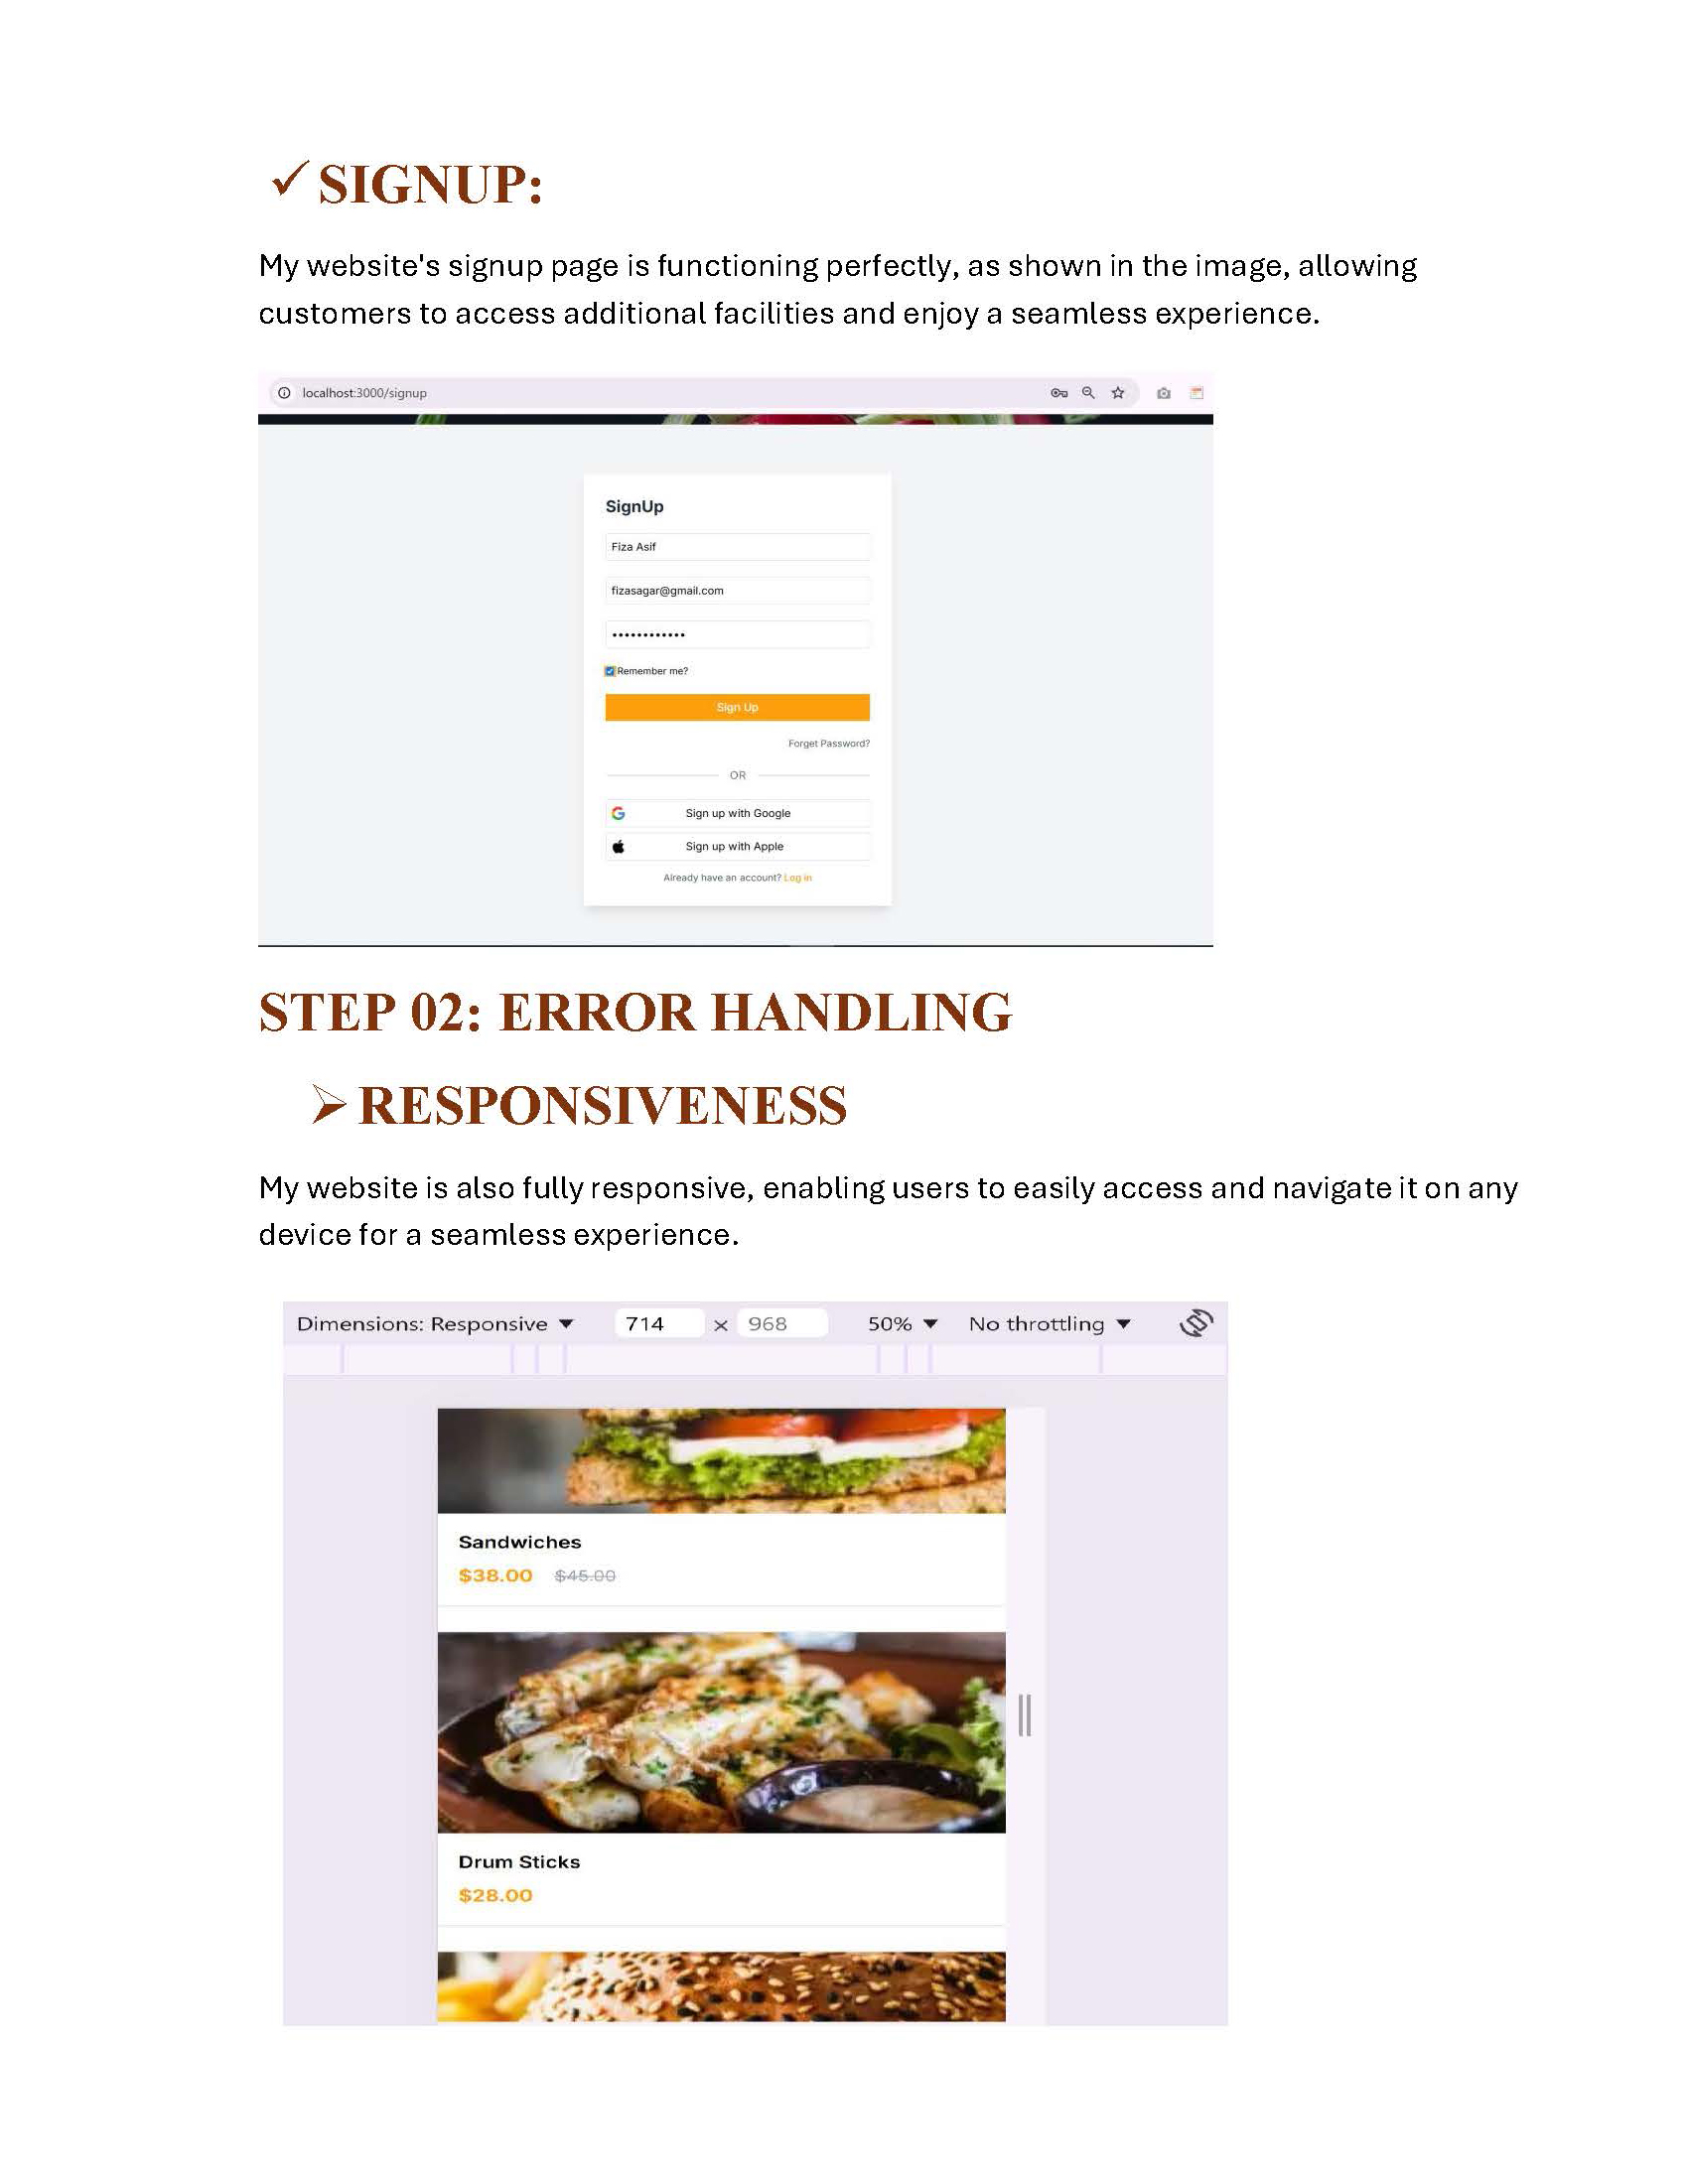 ✓ SIGNUP:
My website's signup page is functioning perfectly, as shown in the image, allowing
customers to access additional facilities and enjoy a seamless experience.
localhost:3000/signup
SignUp
Fiza Asif
fizasagar@gmail.com
••••••••••••
Remember me?
Sign Up
Forget Password?
OR
Sign up with Google
Sign up with Apple
Already have an account? Log in
STEP 02: ERROR HANDLING
➢ RESPONSIVENESS
My website is also fully responsive, enabling users to easily access and navigate it on any
device for a seamless experience.
Dimensions: Responsive ▼ 714 x 968 50% ▼ No throttling ▼
Sandwiches
$38.00 $45.00
Drum Sticks
$28.00